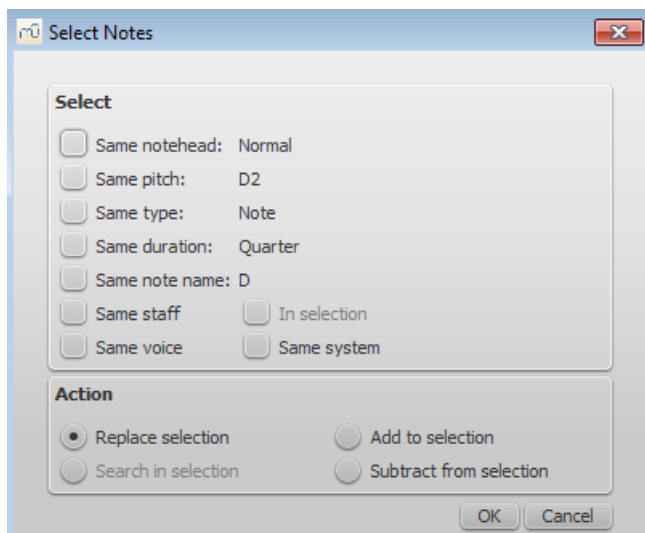 mû Select Notes
Select
Same notehead: Normal
Same pitch: D2
Same type: Note
Same duration: Quarter
Same note name: D
Same staff In selection
Same voice Same system
Action
Replace selection Add to selection
Search in selection Subtract from selection
OK Cancel